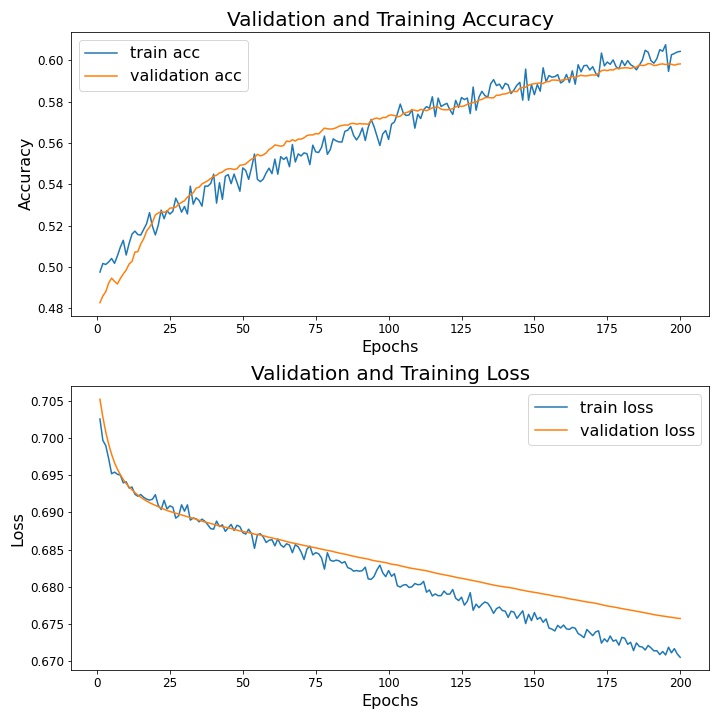 Validation and Training Accuracy
train acc
validation acc
0.60
0.58
0.56
0.54
0.52
0.50
0.48
Accuracy
0 25 50 75 100 125 150 175 200
Epochs
Validation and Training Loss
train loss
validation loss
0.705
0.700
0.695
0.690
0.685
0.680
0.675
0.670
Loss
0 25 50 75 100 125 150 175 200
Epochs